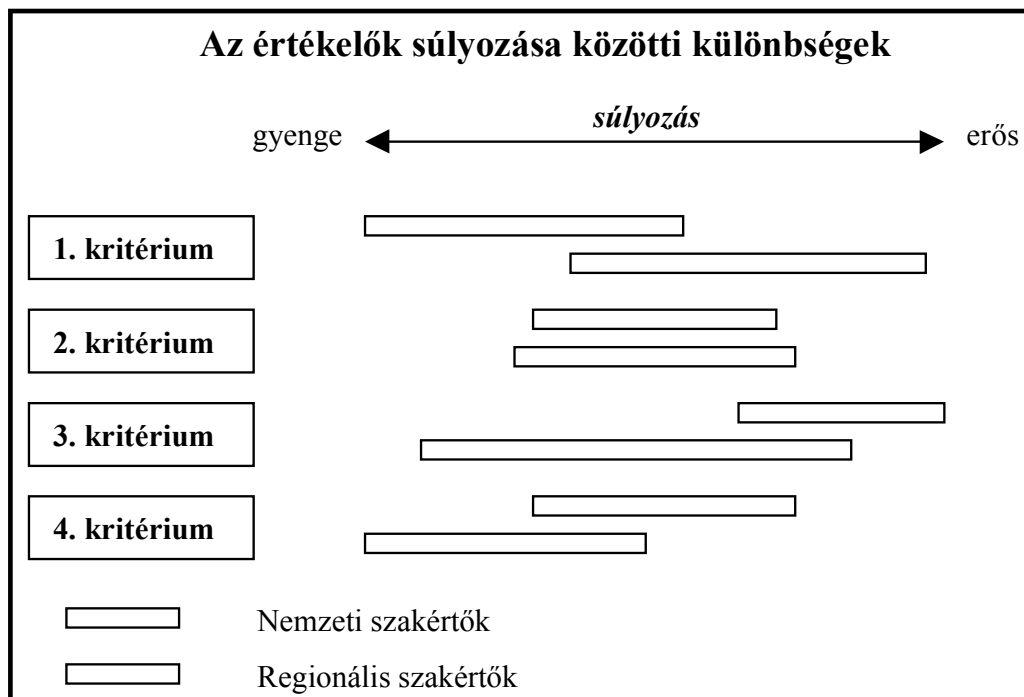 Az értékelők súlyozása közötti különbségek
súlyozás
gyenge erős
1. kritérium
2. kritérium
3. kritérium
4. kritérium
Nemzeti szakértők
Regionális szakértők